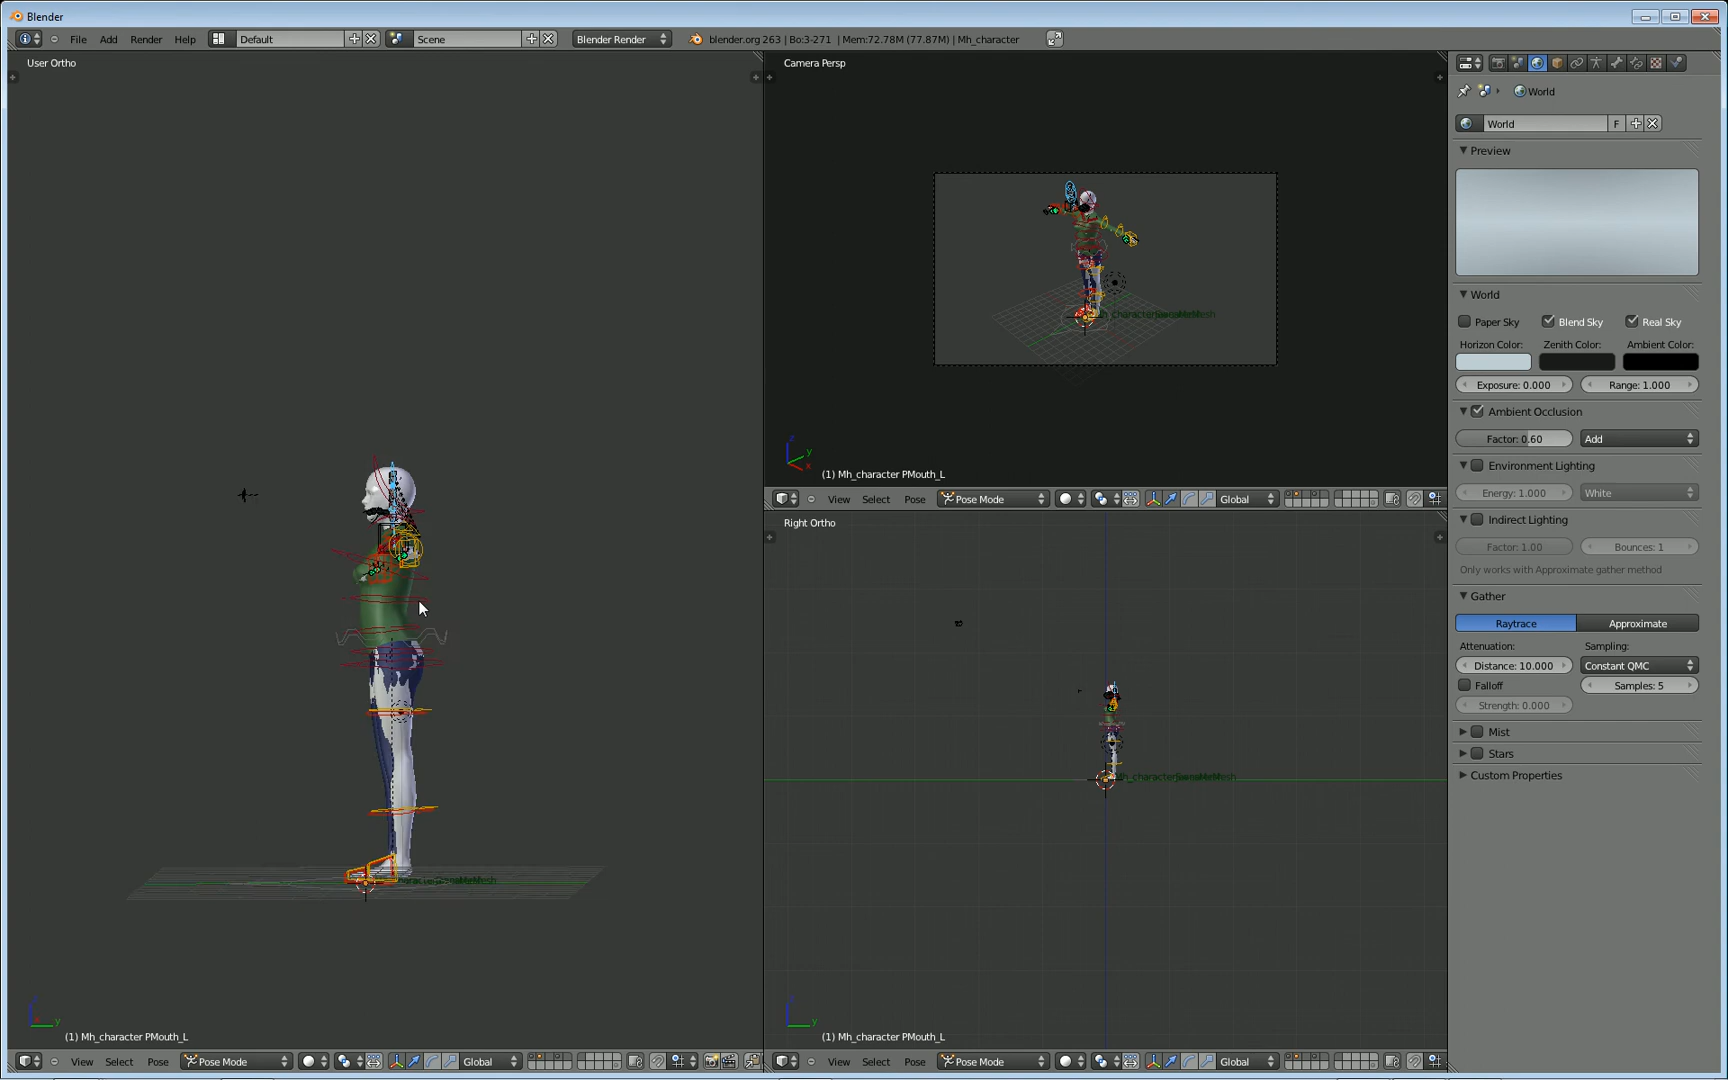 Blender
File Add Render Help Default Scene Blender Render blender.org 263 | Bo:3-271 | Mem:72.78M (77.87M) | Mh_character
User Ortho
Camera Persp
World
World F
Preview
World
Paper Sky Blend Sky Real Sky
Horizon Color: Zenith Color: Ambient Color:
Exposure: 0.000 Range: 1.000
Ambient Occlusion
Factor: 0.60 Add
Environment Lighting
Energy: 1.000 White
Indirect Lighting
Factor: 1.00 Bounces: 1
Only works with Approximate gather method
Gather
Raytrace Approximate
Attenuation: Sampling:
Distance: 10.000 Constant QMC
Falloff Samples: 5
Strength: 0.000
Mist
Stars
Custom Properties
z
y
x
(1) Mh_character PMouth_L
View Select Pose Pose Mode Global
Right Ortho
(1) Mh_character PMouth_L
View Select Pose Pose Mode Global
y
(1) Mh_character PMouth_L
View Select Pose Pose Mode Global